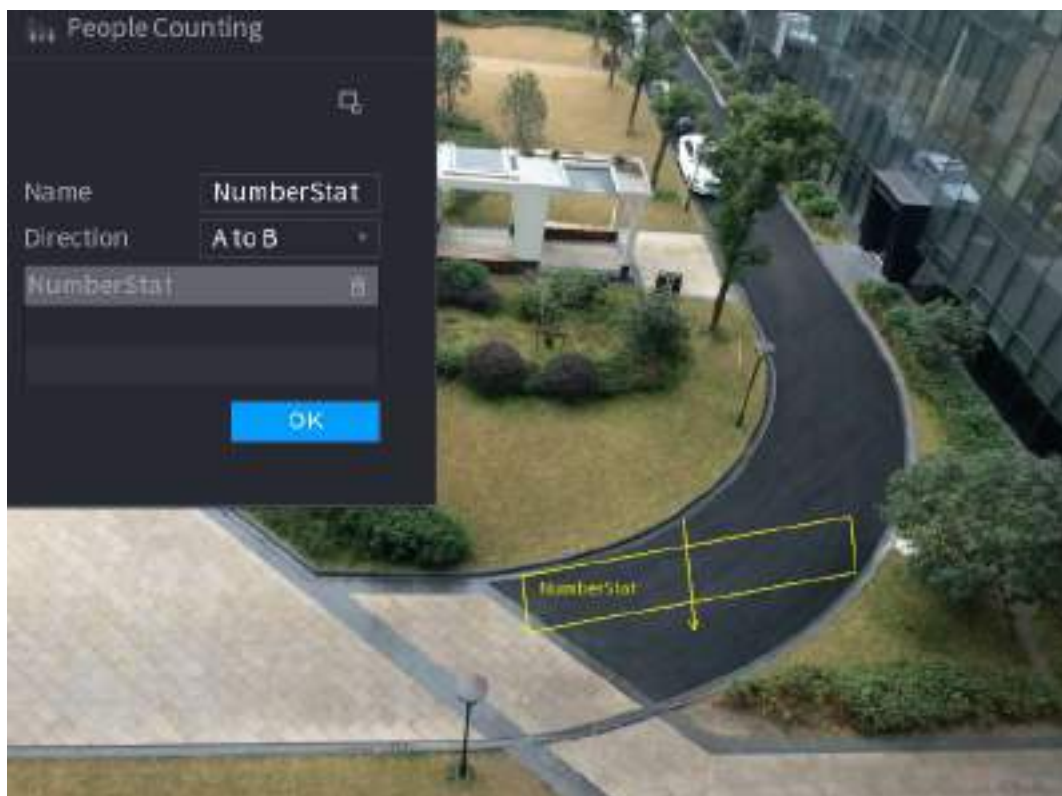 People Counting
Name NumberStat
Direction A to B
NumberStat
OK
NumberStat